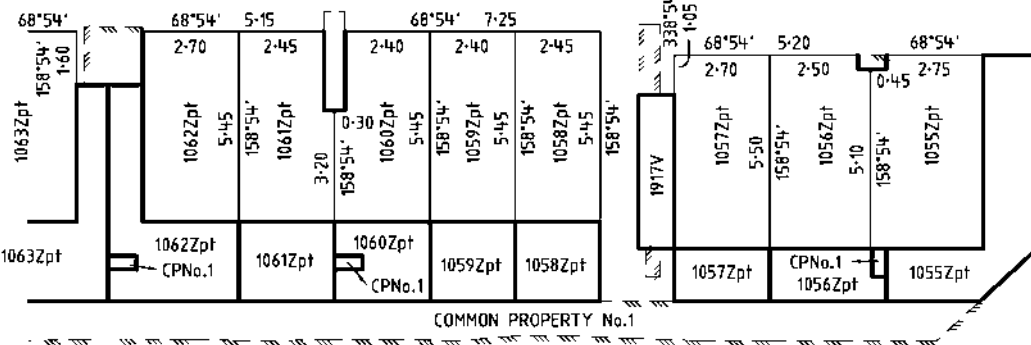 68°54' 68°54' 5·15 68°54' 7·25 338°54' 1·05
68°54' 5·20 68°54'
2·70 2·45 2·40 2·40 2·45 2·70 2·50 2·75
158°54' 1·60
0·45
1063Zpt 1062Zpt 5·45 158°54' 1061Zpt 0·30 1060Zpt 5·45 158°54' 1059Zpt 5·45 158°54' 1058Zpt 5·45 158°54' 1057Zpt 5·50 158°54' 1056Zpt 5·10 158°54' 1055Zpt
3·20 158°54' 1917V
1063Zpt 1062Zpt 1061Zpt 1060Zpt 1059Zpt 1058Zpt 1057Zpt CPNo.1 1056Zpt 1055Zpt
CPNo.1 CPNo.1
COMMON PROPERTY No.1